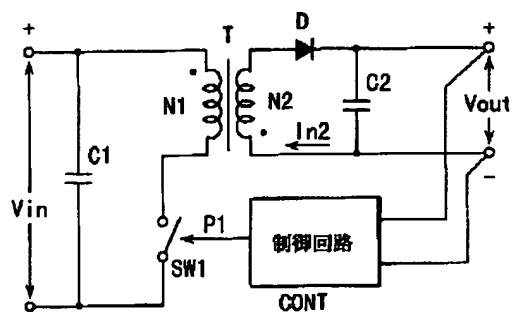 +
T
D
+
N1
N2
C2
Vout
In2
C1
Vin
P1
制御回路
-
SW1
CONT